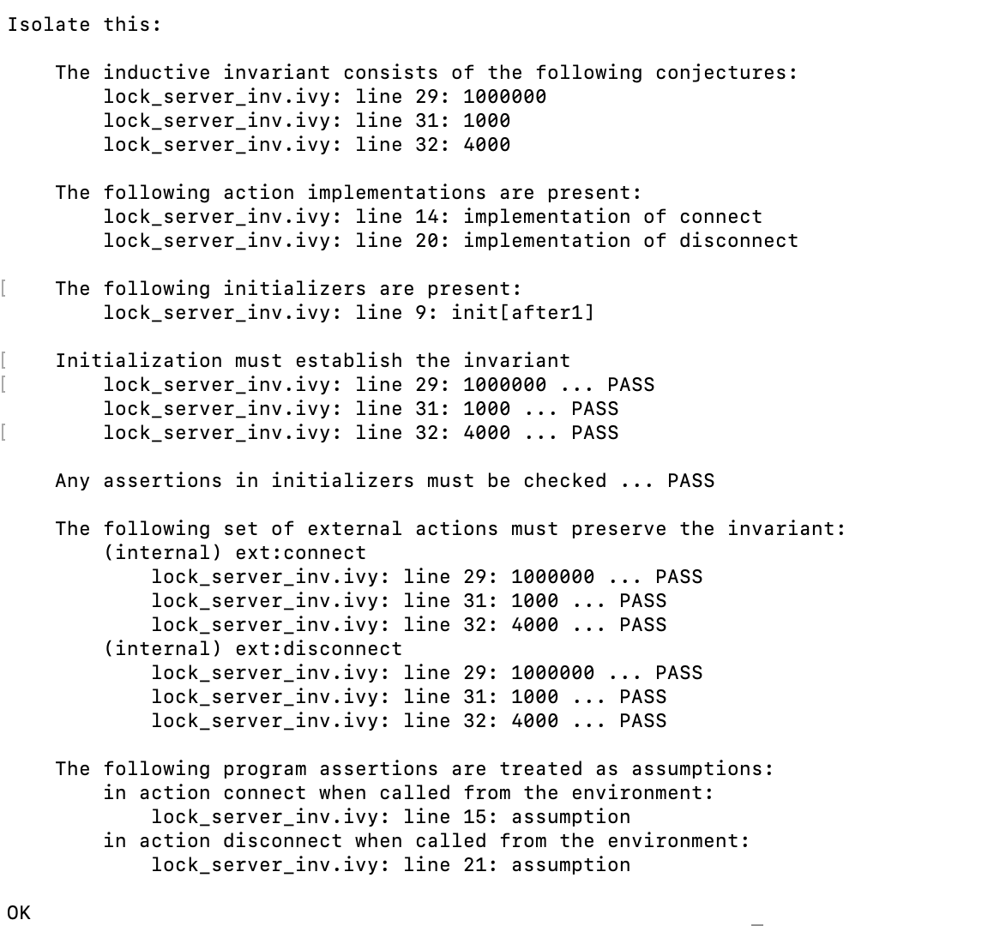 Isolate this:
The inductive invariant consists of the following conjectures:
lock_server_inv.ivy: line 29: 1000000
lock_server_inv.ivy: line 31: 1000
lock_server_inv.ivy: line 32: 4000
The following action implementations are present:
lock_server_inv.ivy: line 14: implementation of connect
lock_server_inv.ivy: line 20: implementation of disconnect
[ The following initializers are present:
lock_server_inv.ivy: line 9: init[after1]
[ Initialization must establish the invariant
[ lock_server_inv.ivy: line 29: 1000000 ... PASS
lock_server_inv.ivy: line 31: 1000 ... PASS
[ lock_server_inv.ivy: line 32: 4000 ... PASS
Any assertions in initializers must be checked ... PASS
The following set of external actions must preserve the invariant:
(internal) ext:connect
lock_server_inv.ivy: line 29: 1000000 ... PASS
lock_server_inv.ivy: line 31: 1000 ... PASS
lock_server_inv.ivy: line 32: 4000 ... PASS
(internal) ext:disconnect
lock_server_inv.ivy: line 29: 1000000 ... PASS
lock_server_inv.ivy: line 31: 1000 ... PASS
lock_server_inv.ivy: line 32: 4000 ... PASS
The following program assertions are treated as assumptions:
in action connect when called from the environment:
lock_server_inv.ivy: line 15: assumption
in action disconnect when called from the environment:
lock_server_inv.ivy: line 21: assumption
OK